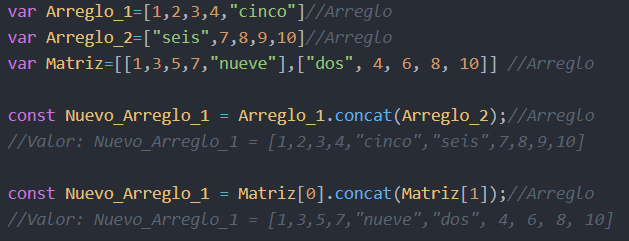 var Arreglo_1=[1,2,3,4,"cinco"]//Arreglo
var Arreglo_2=["seis",7,8,9,10]//Arreglo
var Matriz=[[1,3,5,7,"nueve"],["dos", 4, 6, 8, 10]] //Arreglo
const Nuevo_Arreglo_1 = Arreglo_1.concat(Arreglo_2);//Arreglo
//Valor: Nuevo_Arreglo_1 = [1,2,3,4,"cinco","seis",7,8,9,10]
const Nuevo_Arreglo_1 = Matriz[0].concat(Matriz[1]);//Arreglo
//Valor: Nuevo_Arreglo_1 = [1,3,5,7,"nueve","dos", 4, 6, 8, 10]